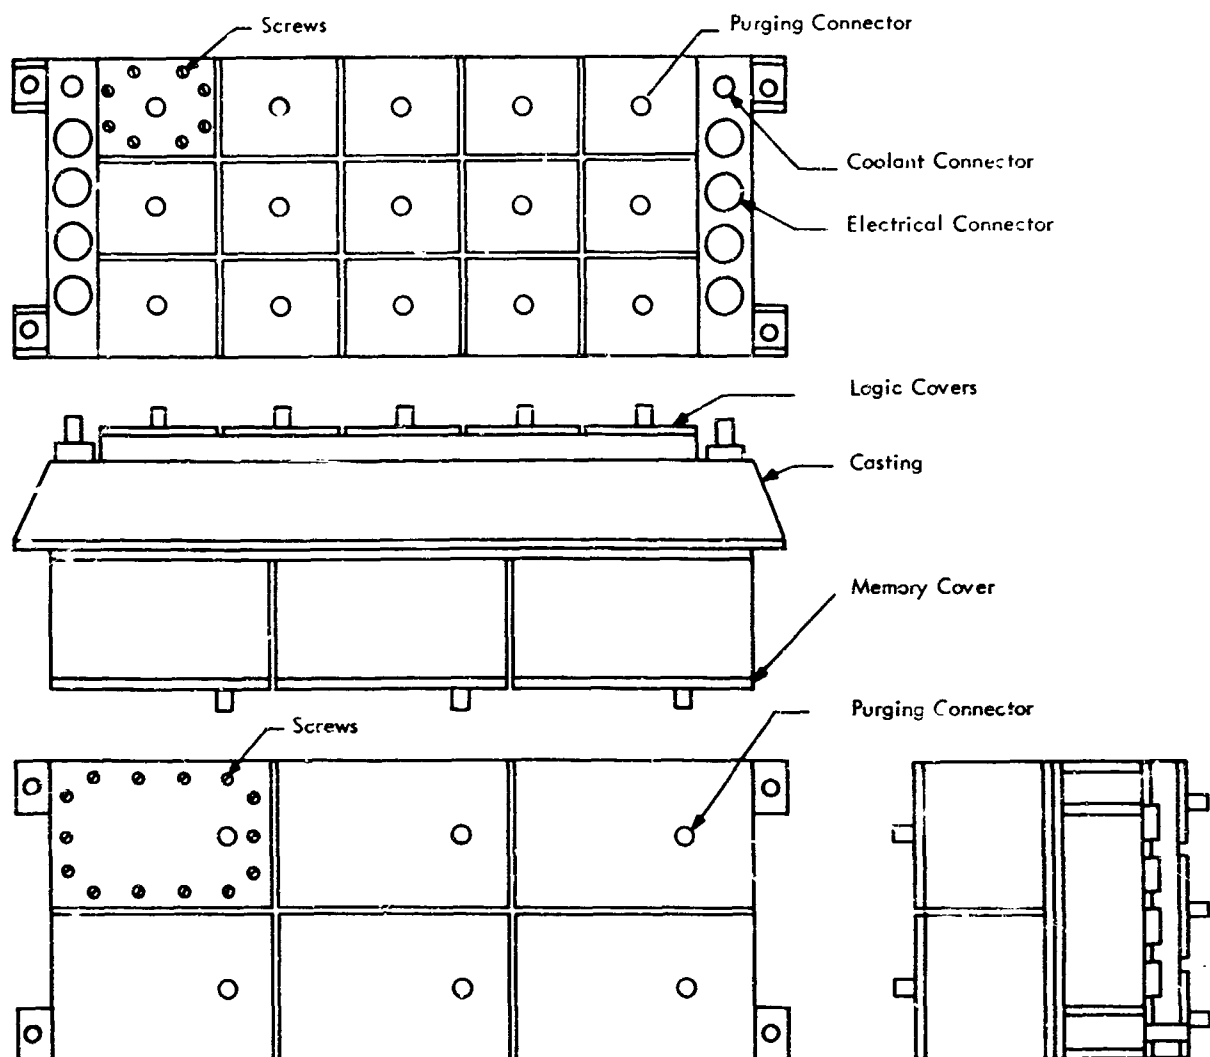 Screws
Purging Connector
Coolant Connector
Electrical Connector
Logic Covers
Casting
Memory Cover
Purging Connector
Screws